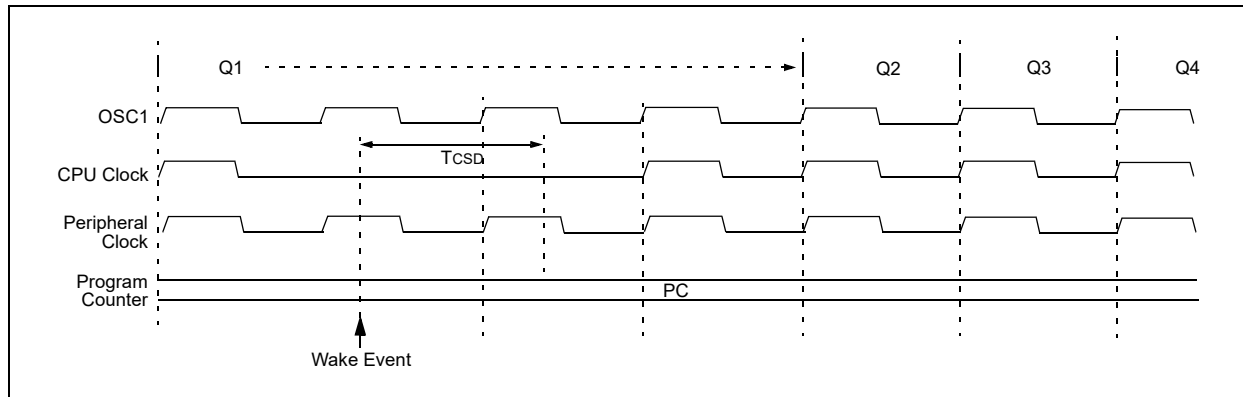 Q1
Q2
Q3
Q4
OSC1
TCSD
CPU Clock
Peripheral
Clock
Program
Counter
PC
Wake Event